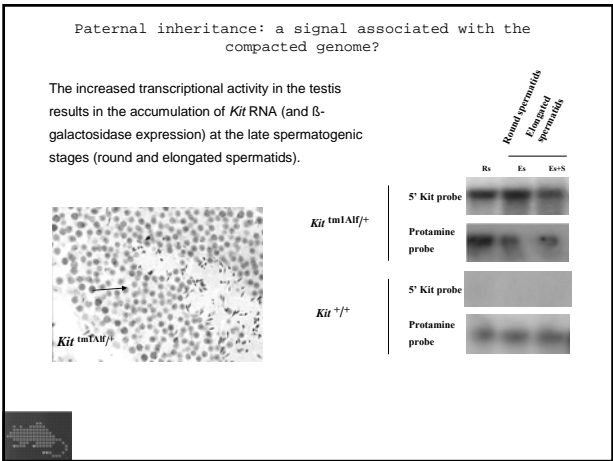 Paternal inheritance: a signal associated with the
compacted genome?
The increased transcriptional activity in the testis
results in the accumulation of Kit RNA (and ß-
galactosidase expression) at the late spermatogenic
stages (round and elongated spermatids).
Round spermatids
Elongated
spermatids
Rs Es Es+S
Kit tm1Alf/+
5’ Kit probe
Protamine
probe
Kit +/+
5’ Kit probe
Protamine
probe
Kit tm1Alf/+